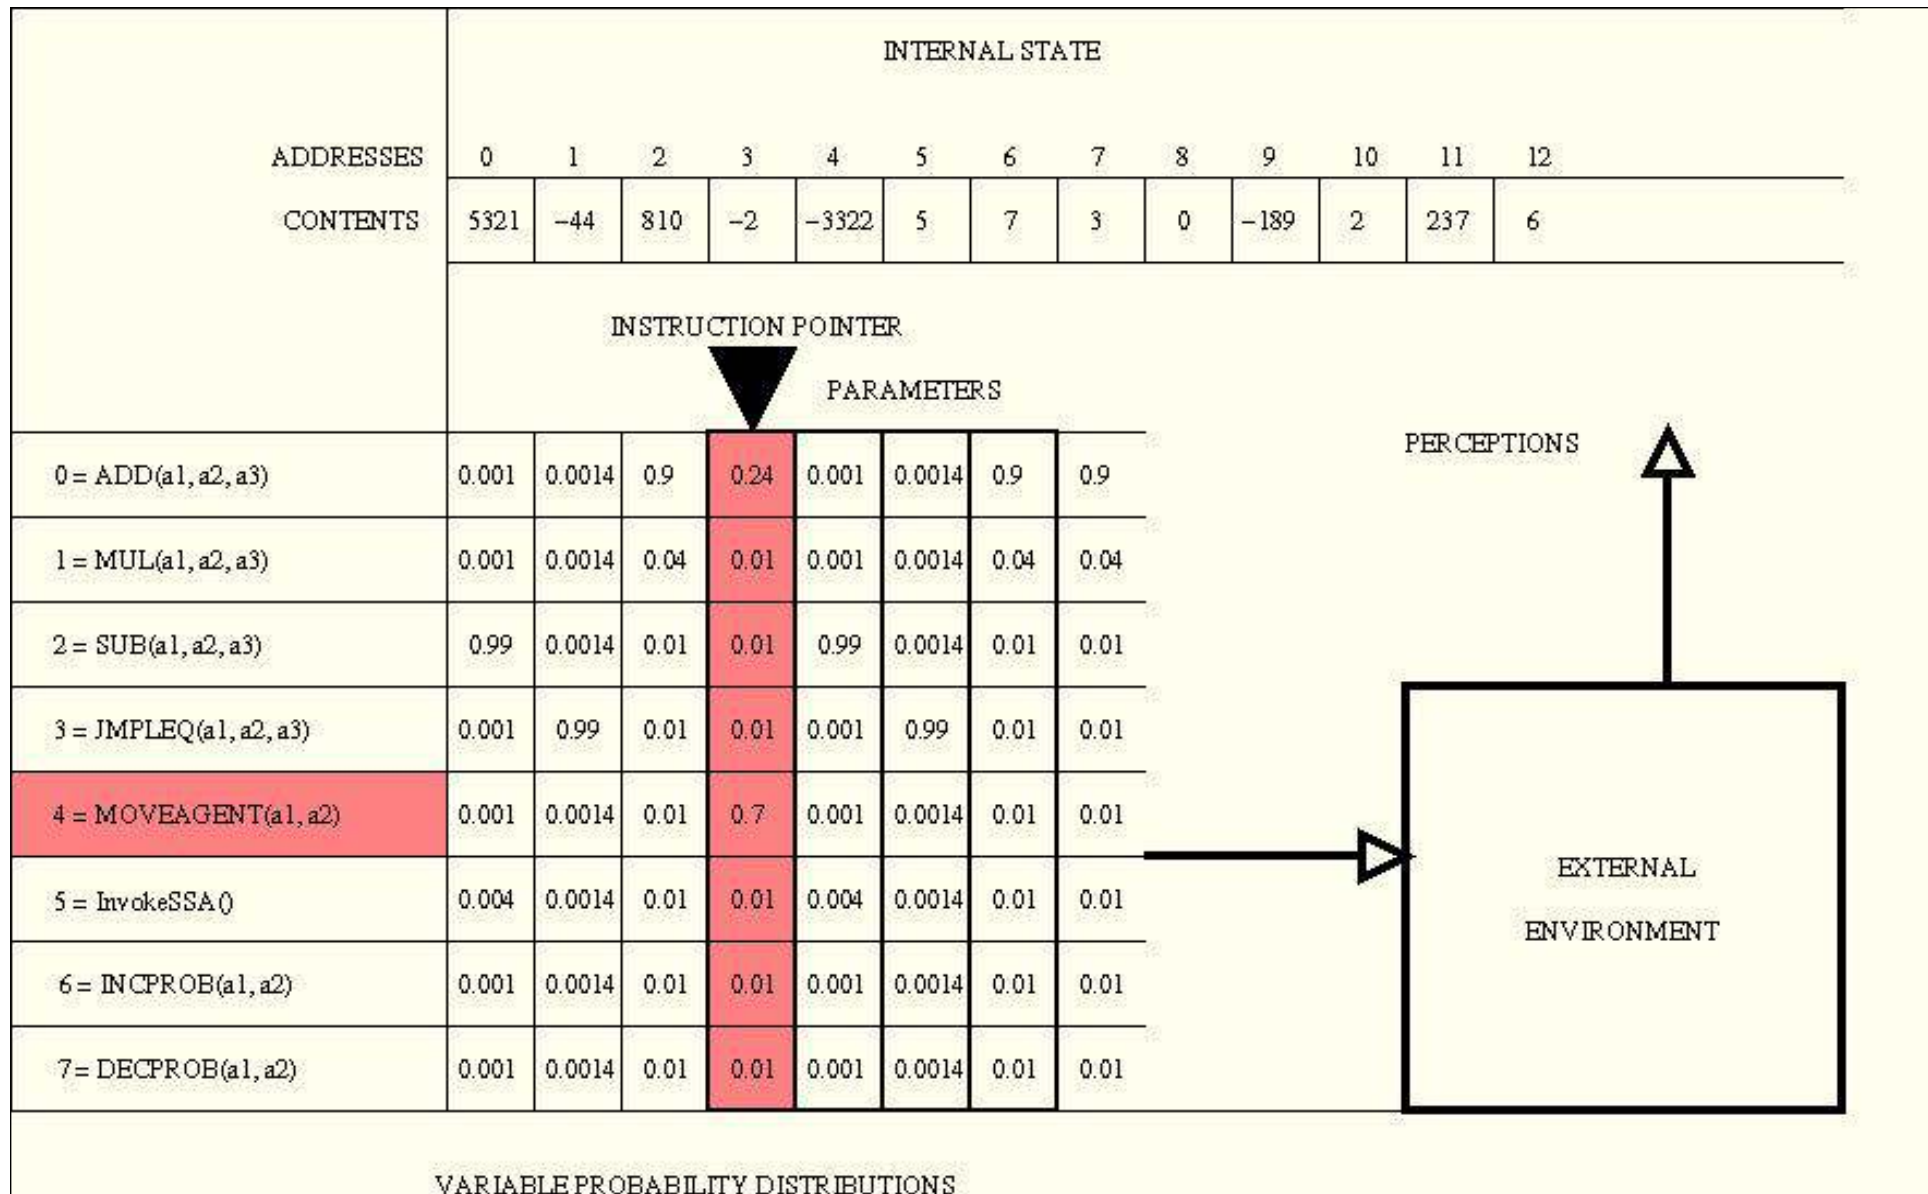 INTERNAL STATE
ADDRESSES 0 1 2 3 4 5 6 7 8 9 10 11 12
CONTENTS 5321 −44 810 −2 −3322 5 7 3 0 −189 2 237 6
INSTRUCTION POINTER
PARAMETERS
PERCEPTIONS
0 = ADD(a1, a2, a3) 0.001 0.0014 0.9 0.24 0.001 0.0014 0.9 0.9
1 = MUL(a1, a2, a3) 0.001 0.0014 0.04 0.01 0.001 0.0014 0.04 0.04
2 = SUB(a1, a2, a3) 0.99 0.0014 0.01 0.01 0.99 0.0014 0.01 0.01
3 = JMPLEQ(a1, a2, a3) 0.001 0.99 0.01 0.01 0.001 0.99 0.01 0.01
4 = MOVEAGENT(a1, a2) 0.001 0.0014 0.01 0.7 0.001 0.0014 0.01 0.01
5 = InvokeSSA() 0.004 0.0014 0.01 0.01 0.004 0.0014 0.01 0.01
6 = INCPROB(a1, a2) 0.001 0.0014 0.01 0.01 0.001 0.0014 0.01 0.01
7 = DECPROB(a1, a2) 0.001 0.0014 0.01 0.01 0.001 0.0014 0.01 0.01
EXTERNAL
ENVIRONMENT
VARIABLE PROBABILITY DISTRIBUTIONS